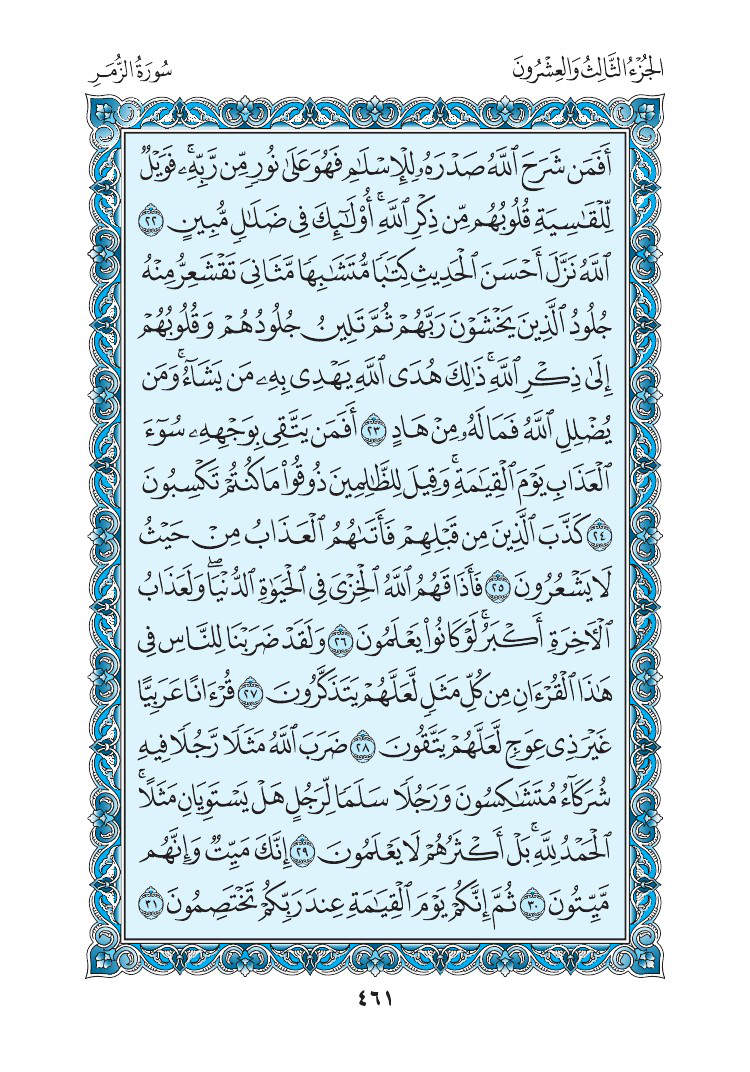 الجُزْءُ الثَّالِثُ وَالعِشْرُونَ
سُورَةُ الزُّمَرِ
أَفَمَن شَرَحَ ٱللَّهُ صَدۡرَهُۥ لِلۡإِسۡلَٰمِ فَهُوَ عَلَىٰ نُورٖ مِّن رَّبِّهِۦۚ فَوَيۡلٞ
لِّلۡقَٰسِيَةِ قُلُوبُهُم مِّن ذِكۡرِ ٱللَّهِۚ أُوْلَٰٓئِكَ فِي ضَلَٰلٖ مُّبِينٍ ٢٢
ٱللَّهُ نَزَّلَ أَحۡسَنَ ٱلۡحَدِيثِ كِتَٰبٗا مُّتَشَٰبِهٗا مَّثَانِيَ تَقۡشَعِرُّ مِنۡهُ
جُلُودُ ٱلَّذِينَ يَخۡشَوۡنَ رَبَّهُمۡ ثُمَّ تَلِينُ جُلُودُهُمۡ وَقُلُوبُهُمۡ
إِلَىٰ ذِكۡرِ ٱللَّهِۚ ذَٰلِكَ هُدَى ٱللَّهِ يَهۡدِي بِهِۦ مَن يَشَآءُۚ وَمَن
يُضۡلِلِ ٱللَّهُ فَمَا لَهُۥ مِنۡ هَادٍ ٢٣ أَفَمَن يَتَّقِي بِوَجۡهِهِۦ سُوٓءَ
ٱلۡعَذَابِ يَوۡمَ ٱلۡقِيَٰمَةِۚ وَقِيلَ لِلظَّٰلِمِينَ ذُوقُواْ مَا كُنتُمۡ تَكۡسِبُونَ
٢٤ كَذَّبَ ٱلَّذِينَ مِن قَبۡلِهِمۡ فَأَتَىٰهُمُ ٱلۡعَذَابُ مِنۡ حَيۡثُ
لَا يَشۡعُرُونَ ٢٥ فَأَذَاقَهُمُ ٱللَّهُ ٱلۡخِزۡيَ فِي ٱلۡحَيَوٰةِ ٱلدُّنۡيَاۖ وَلَعَذَابُ
ٱلۡأٓخِرَةِ أَكۡبَرُۚ لَوۡ كَانُواْ يَعۡلَمُونَ ٢٦ وَلَقَدۡ ضَرَبۡنَا لِلنَّاسِ فِي
هَٰذَا ٱلۡقُرۡءَانِ مِن كُلِّ مَثَلٖ لَّعَلَّهُمۡ يَتَذَكَّرُونَ ٢٧ قُرۡءَانًا عَرَبِيًّا
غَيۡرَ ذِي عِوَجٖ لَّعَلَّهُمۡ يَتَّقُونَ ٢٨ ضَرَبَ ٱللَّهُ مَثَلٗا رَّجُلٗا فِيهِ
شُرَكَآءُ مُتَشَٰكِسُونَ وَرَجُلٗا سَلَمٗا لِّرَجُلٍ هَلۡ يَسۡتَوِيَانِ مَثَلًاۚ
ٱلۡحَمۡدُ لِلَّهِۚ بَلۡ أَكۡثَرُهُمۡ لَا يَعۡلَمُونَ ٢٩ إِنَّكَ مَيِّتٞ وَإِنَّهُم
مَّيِّتُونَ ٣٠ ثُمَّ إِنَّكُمۡ يَوۡمَ ٱلۡقِيَٰمَةِ عِندَ رَبِّكُمۡ تَخۡتَصِمُونَ ٣١
٤٦١